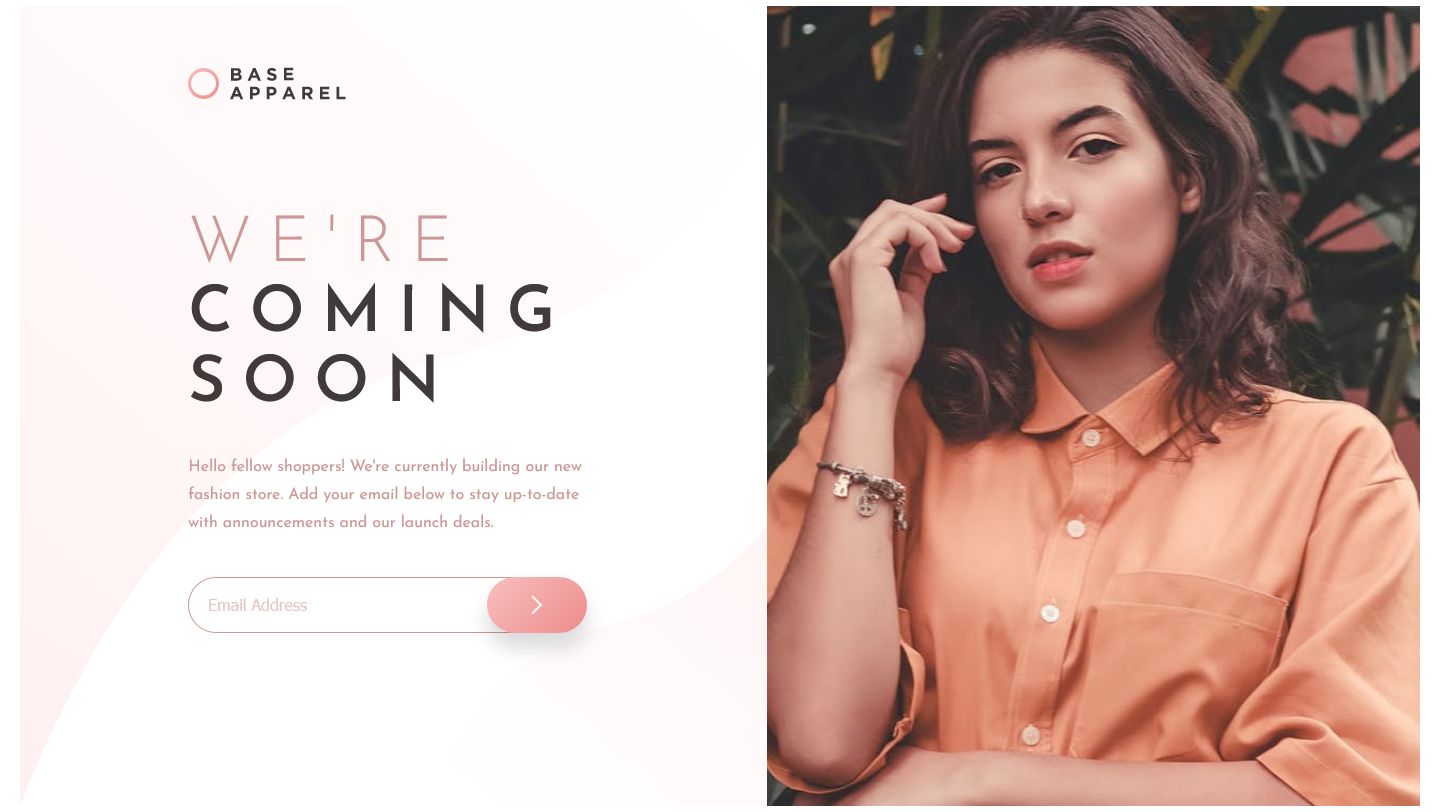 BASE
APPAREL
WE'RE
COMING
SOON
Hello fellow shoppers! We're currently building our new
fashion store. Add your email below to stay up-to-date
with announcements and our launch deals.
Email Address